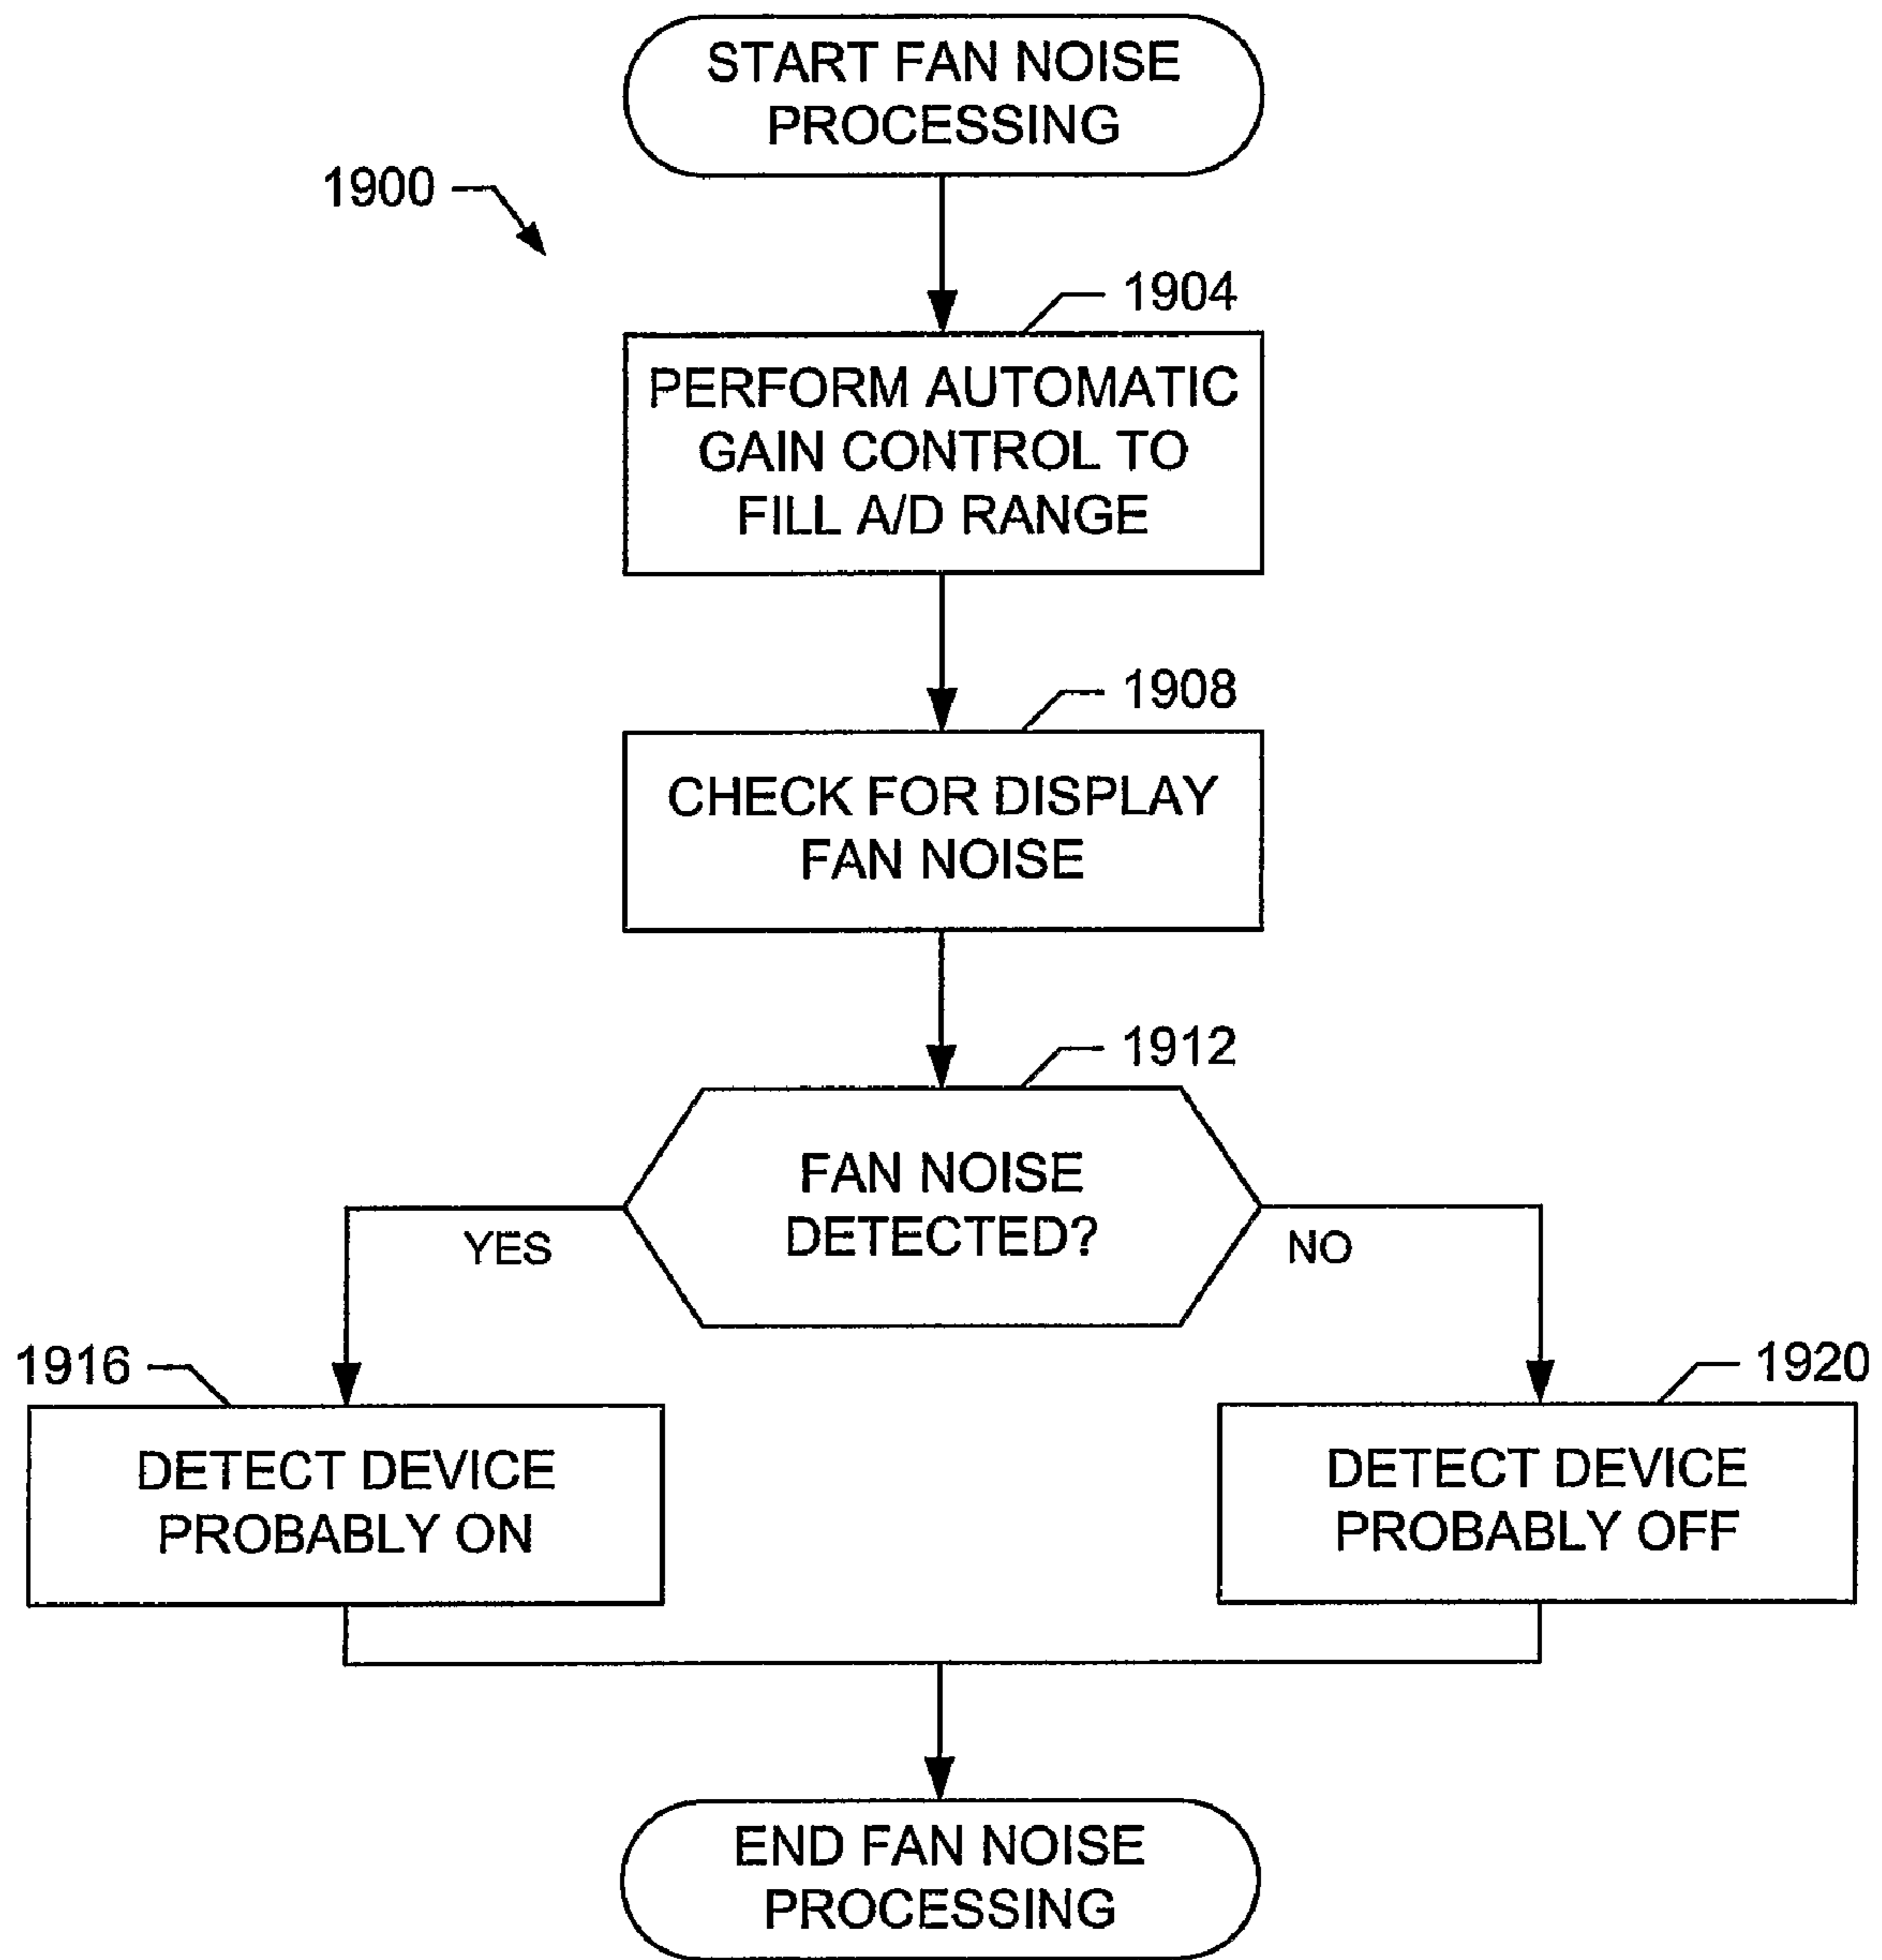 START FAN NOISE
PROCESSING
1900
1904
PERFORM AUTOMATIC
GAIN CONTROL TO
FILL A/D RANGE
1908
CHECK FOR DISPLAY
FAN NOISE
1912
FAN NOISE
DETECTED?
YES
NO
1916
1920
DETECT DEVICE
PROBABLY ON
DETECT DEVICE
PROBABLY OFF
END FAN NOISE
PROCESSING